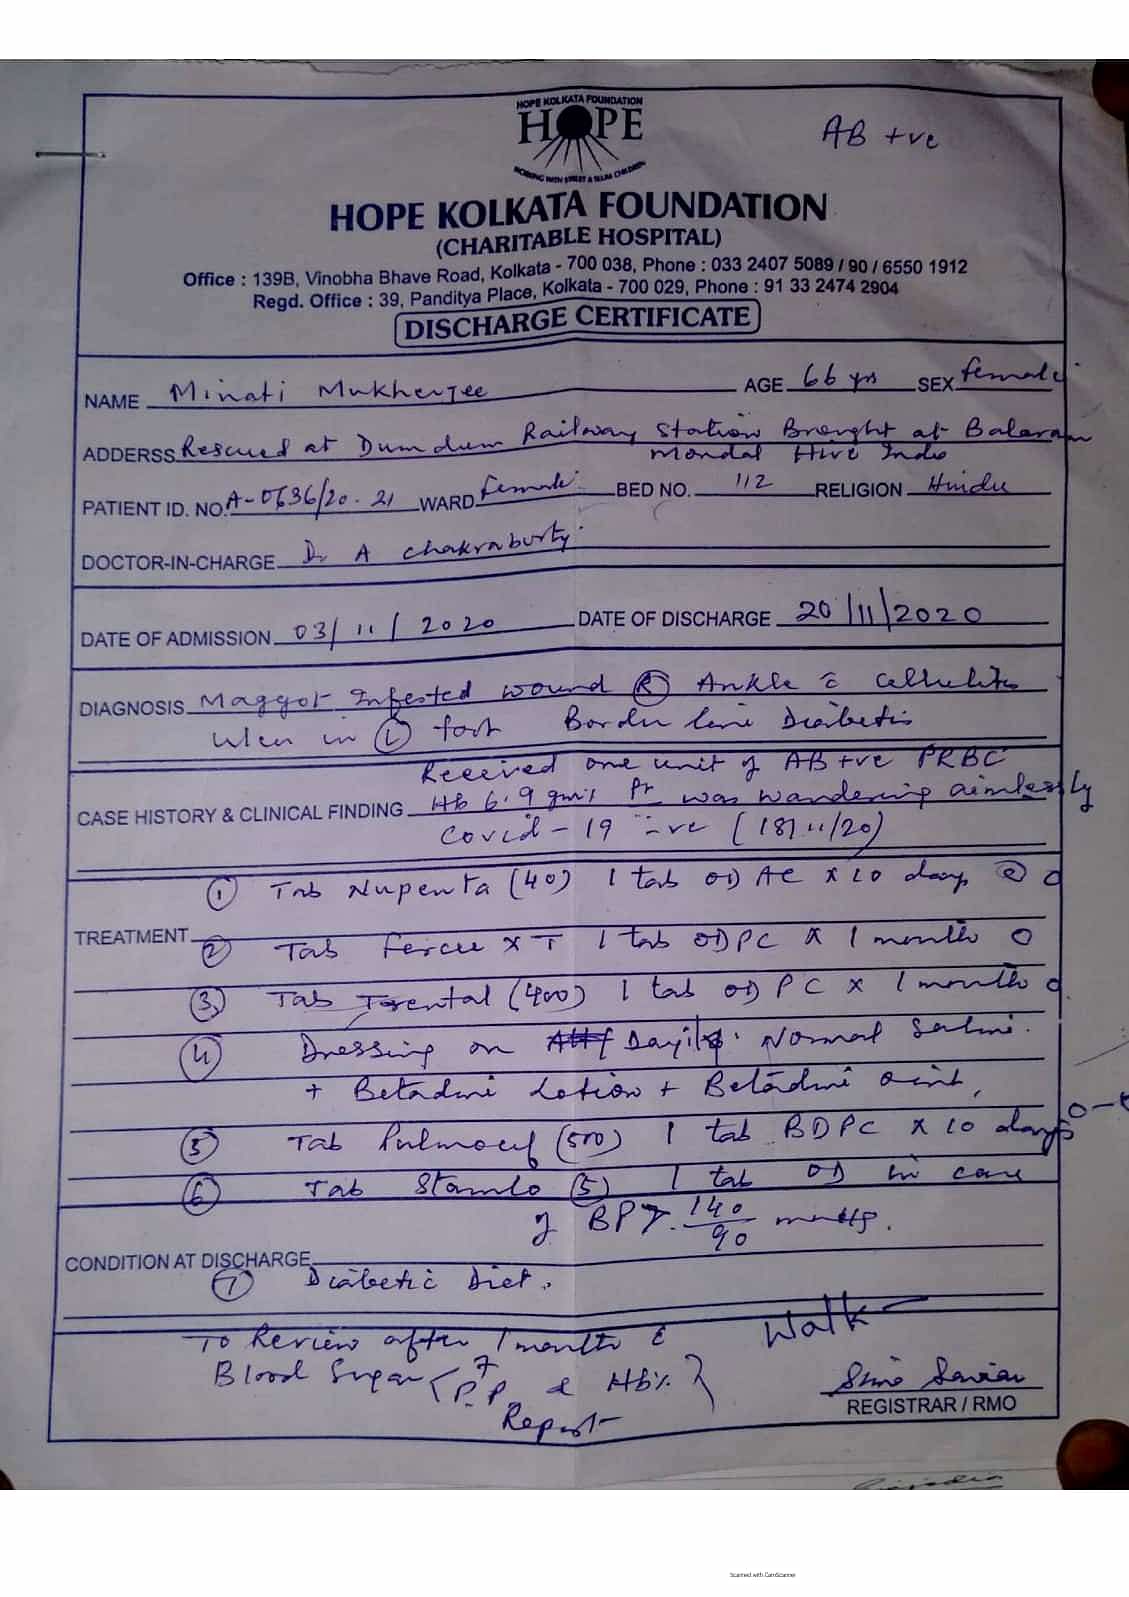 HOPE KOLKATA FOUNDATION
HOPE
WORKING WITH STREET & SLUM CHILDREN
AB +ve
HOPE KOLKATA FOUNDATION
(CHARITABLE HOSPITAL)
Office : 139B, Vinobha Bhave Road, Kolkata - 700 038, Phone : 033 2407 5089 / 90 / 6550 1912
Regd. Office : 39, Panditya Place, Kolkata - 700 029, Phone : 91 33 2474 2904
DISCHARGE CERTIFICATE
NAME Minati Mukherjee AGE 66 yrs SEX female
ADDERSS Rescued at Dumdum Railway Station Brought at Balaram
Mondal Hive India
PATIENT ID. NO. A-0636/20-21 WARD female BED NO. 112 RELIGION Hindu
DOCTOR-IN-CHARGE Dr A Chakraborty
DATE OF ADMISSION 03/11/2020 DATE OF DISCHARGE 20/11/2020
DIAGNOSIS Maggot Infested wound (R) Ankle c̄ cellulitis
Ulcer in (L) foot Border line Diabetis
Received one unit of AB +ve PRBC
CASE HISTORY & CLINICAL FINDING Hb 6.9 gm% Pt was wandering aimlessly
Covid-19 -ve (18/11/20)
① Tab Nupenta (40) 1 tab OD AC x 10 days
TREATMENT
② Tab Fercee XT 1 tab OD PC x 1 month
③ Tab Trental (400) 1 tab OD PC x 1 month
④ Dressing on Normal Saline.
+ Betadine Lotion + Betadine oint,
⑤ Tab Pulmocef (500) 1 tab BD PC x 10 days
⑥ Tab Stamlo (5) 1 tab OD in case
of BP > 140/90 mmHg.
CONDITION AT DISCHARGE
⑦ Diabetic Diet.
To Review after 1 month c̄
Blood Sugar (F P.P. & Hb%)
Report
Walk
REGISTRAR / RMO
Scanned with CamScanner